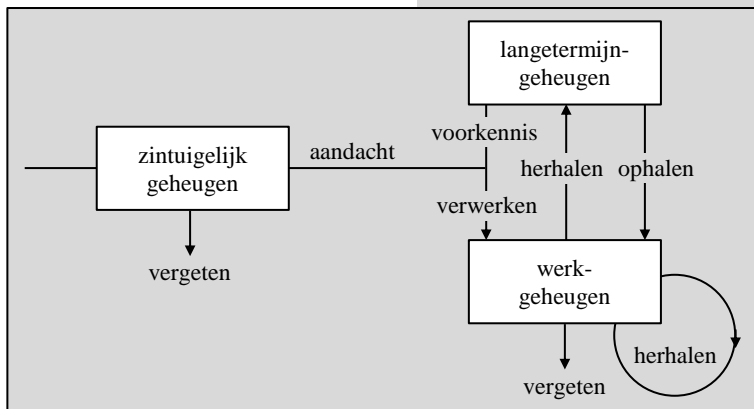 langetermijn-
geheugen
voorkennis
zintuigelijk
geheugen
aandacht
herhalen
ophalen
verwerken
vergeten
werk-
geheugen
herhalen
vergeten